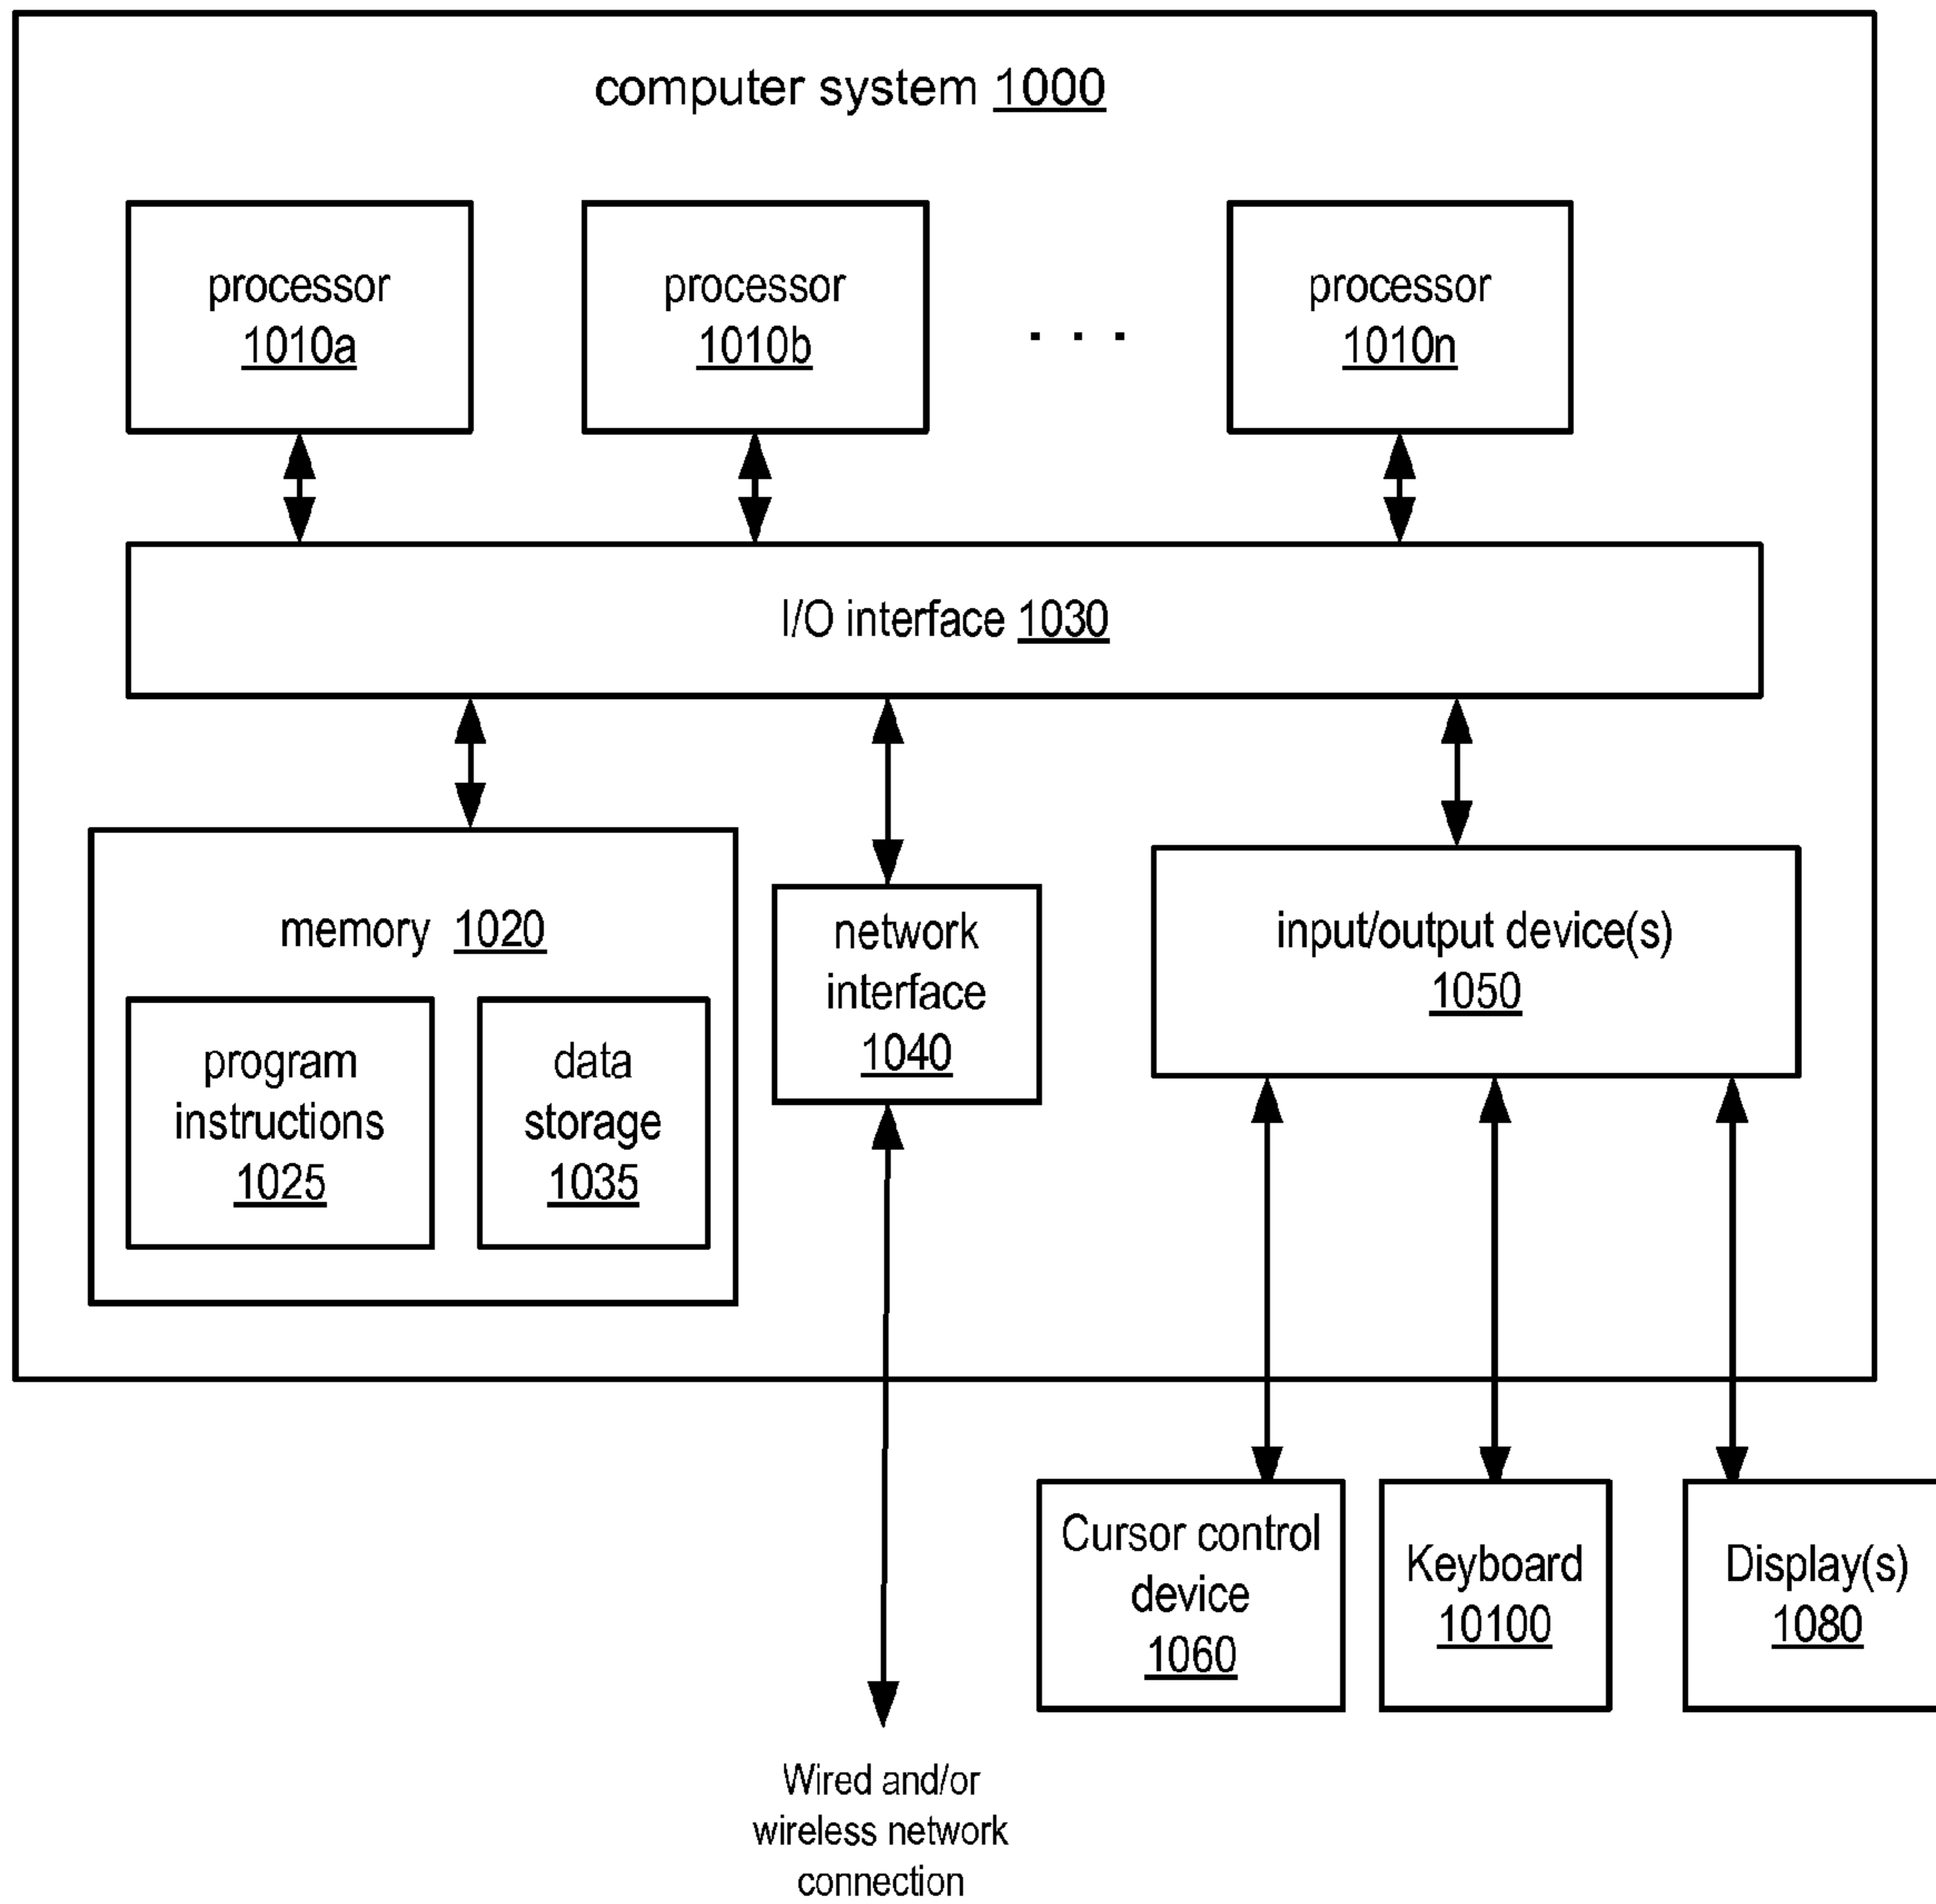 computer system 1000
processor
1010a
processor
1010b
. . .
processor
1010n
I/O interface 1030
memory 1020
program
instructions
1025
data
storage
1035
network
interface
1040
input/output device(s)
1050
Cursor control
device
1060
Keyboard
10100
Display(s)
1080
Wired and/or
wireless network
connection